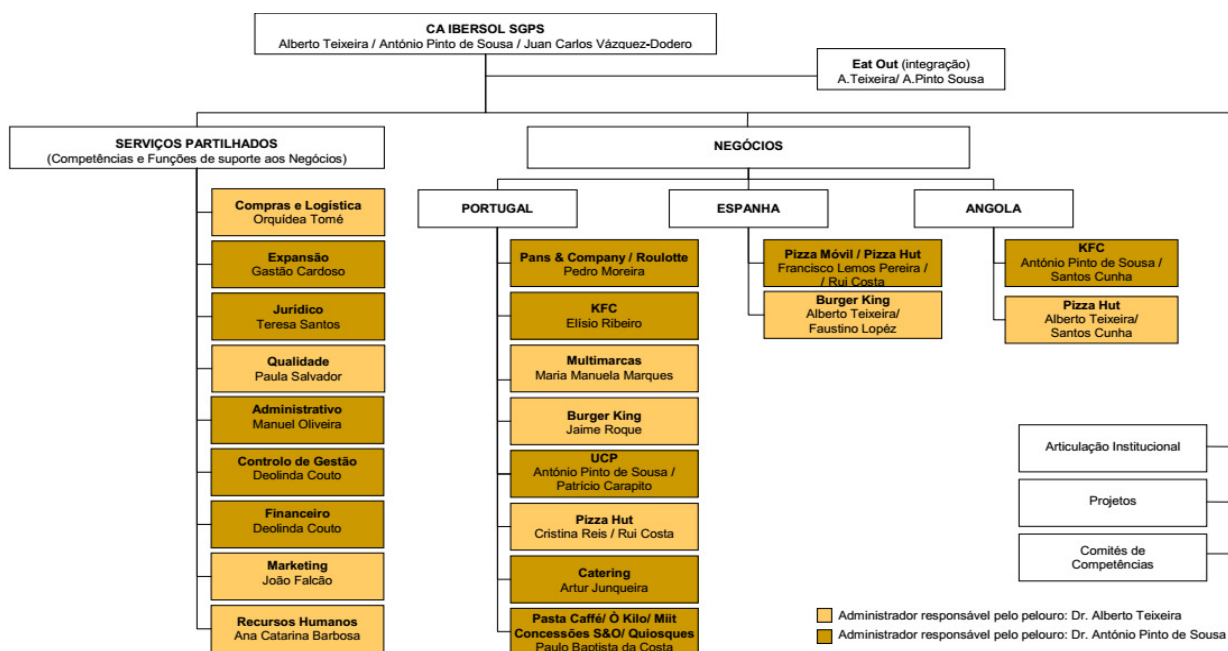 CA IBERSOL SGPS
Alberto Teixeira / António Pinto de Sousa / Juan Carlos Vázquez-Dodero
Eat Out (integração)
A.Teixeira/ A.Pinto Sousa
SERVIÇOS PARTILHADOS
(Competências e Funções de suporte aos Negócios)
Compras e Logística
Orquídea Tomé
Expansão
Gastão Cardoso
Jurídico
Teresa Santos
Qualidade
Paula Salvador
Administrativo
Manuel Oliveira
Controlo de Gestão
Deolinda Couto
Financeiro
Deolinda Couto
Marketing
João Falcão
Recursos Humanos
Ana Catarina Barbosa
NEGÓCIOS
PORTUGAL
Pans & Company / Roulotte
Pedro Moreira
KFC
Elísio Ribeiro
Multimarcas
Maria Manuela Marques
Burger King
Jaime Roque
UCP
António Pinto de Sousa /
Patrício Carapito
Pizza Hut
Cristina Reis / Rui Costa
Catering
Artur Junqueira
Pasta Caffé/ Ò Kilo/ Miit
Concessões S&O/ Quiosques
Paulo Baptista da Costa
ESPANHA
Pizza Móvil / Pizza Hut
Francisco Lemos Pereira /
/ Rui Costa
Burger King
Alberto Teixeira/
Faustino Lopéz
ANGOLA
KFC
António Pinto de Sousa /
Santos Cunha
Pizza Hut
Alberto Teixeira/
Santos Cunha
Articulação Institucional
Projetos
Comités de
Competências
Administrador responsável pelo pelouro: Dr. Alberto Teixeira
Administrador responsável pelo pelouro: Dr. António Pinto de Sousa